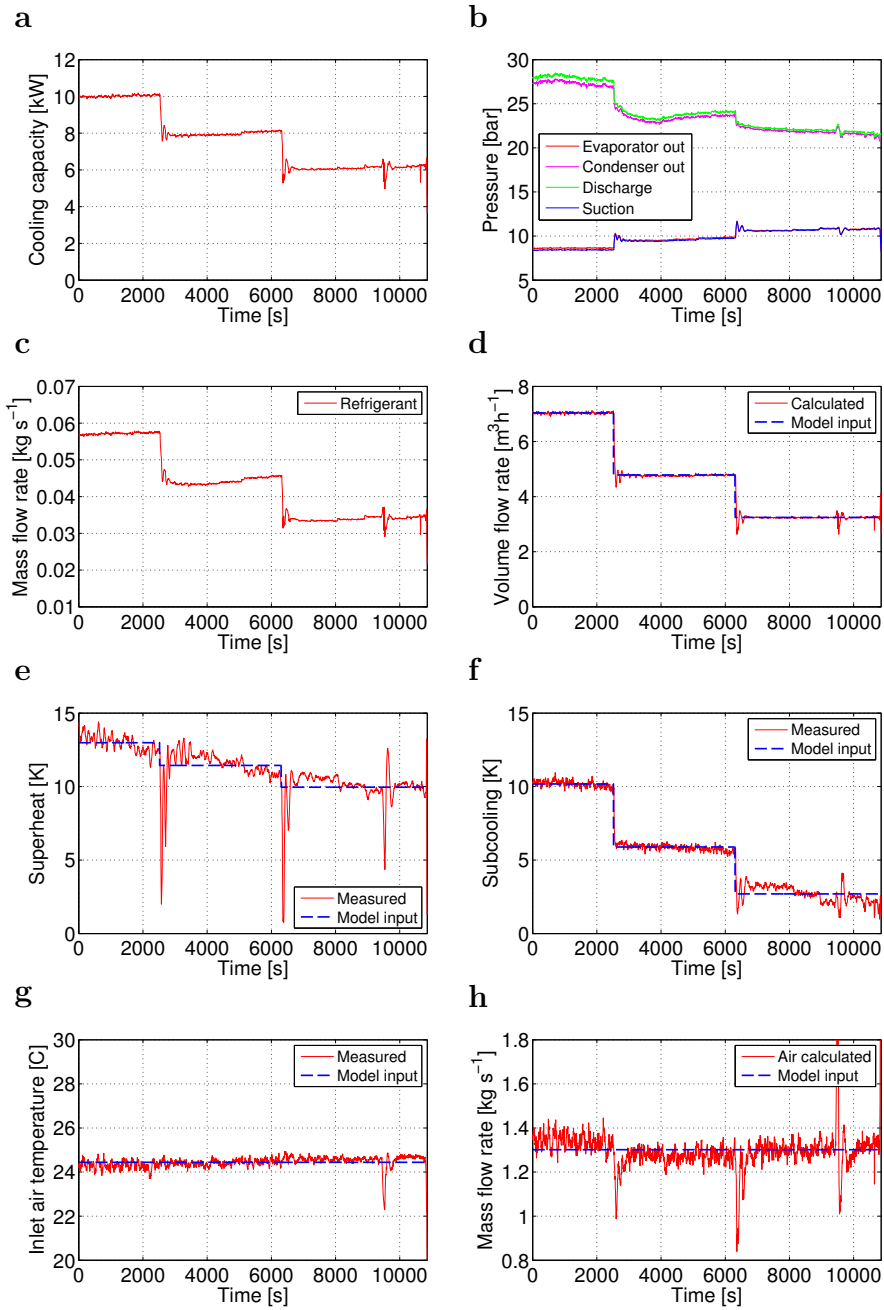 a
12
10
8
6
4
2
0
Cooling capacity [kW]
0 2000 4000 6000 8000 10000
Time [s]
b
30
25
20
15
10
5
Pressure [bar]
Evaporator out
Condenser out
Discharge
Suction
0 2000 4000 6000 8000 10000
Time [s]
c
0.07
0.06
0.05
0.04
0.03
0.02
0.01
Mass flow rate [kg s⁻¹]
Refrigerant
0 2000 4000 6000 8000 10000
Time [s]
d
8
7
6
5
4
3
2
1
0
Volume flow rate [m³h⁻¹]
Calculated
Model input
0 2000 4000 6000 8000 10000
Time [s]
e
15
10
5
0
Superheat [K]
Measured
Model input
0 2000 4000 6000 8000 10000
Time [s]
f
15
10
5
0
Subcooling [K]
Measured
Model input
0 2000 4000 6000 8000 10000
Time [s]
g
30
28
26
24
22
20
Inlet air temperature [C]
Measured
Model input
0 2000 4000 6000 8000 10000
Time [s]
h
1.8
1.6
1.4
1.2
1
0.8
Mass flow rate [kg s⁻¹]
Air calculated
Model input
0 2000 4000 6000 8000 10000
Time [s]